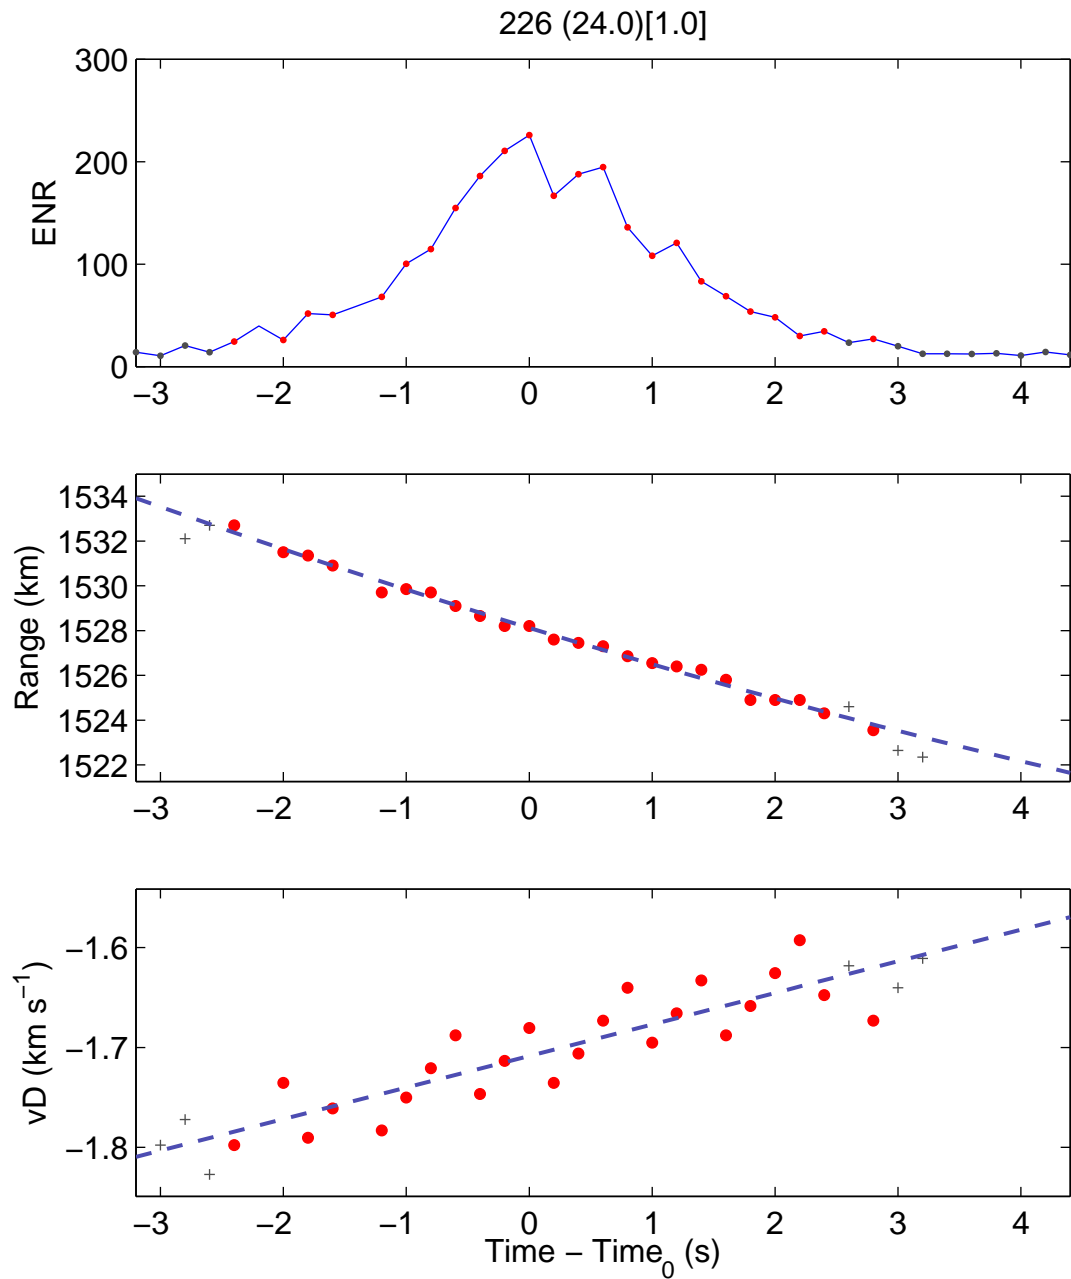 226 (24.0)[1.0]
300
200
100
0
ENR
−3 −2 −1 0 1 2 3 4
1534
1532
1530
1528
1526
1524
1522
Range (km)
−3 −2 −1 0 1 2 3 4
−1.6
−1.7
−1.8
vD (km s⁻¹)
−3 −2 −1 0 1 2 3 4
Time − Time₀ (s)